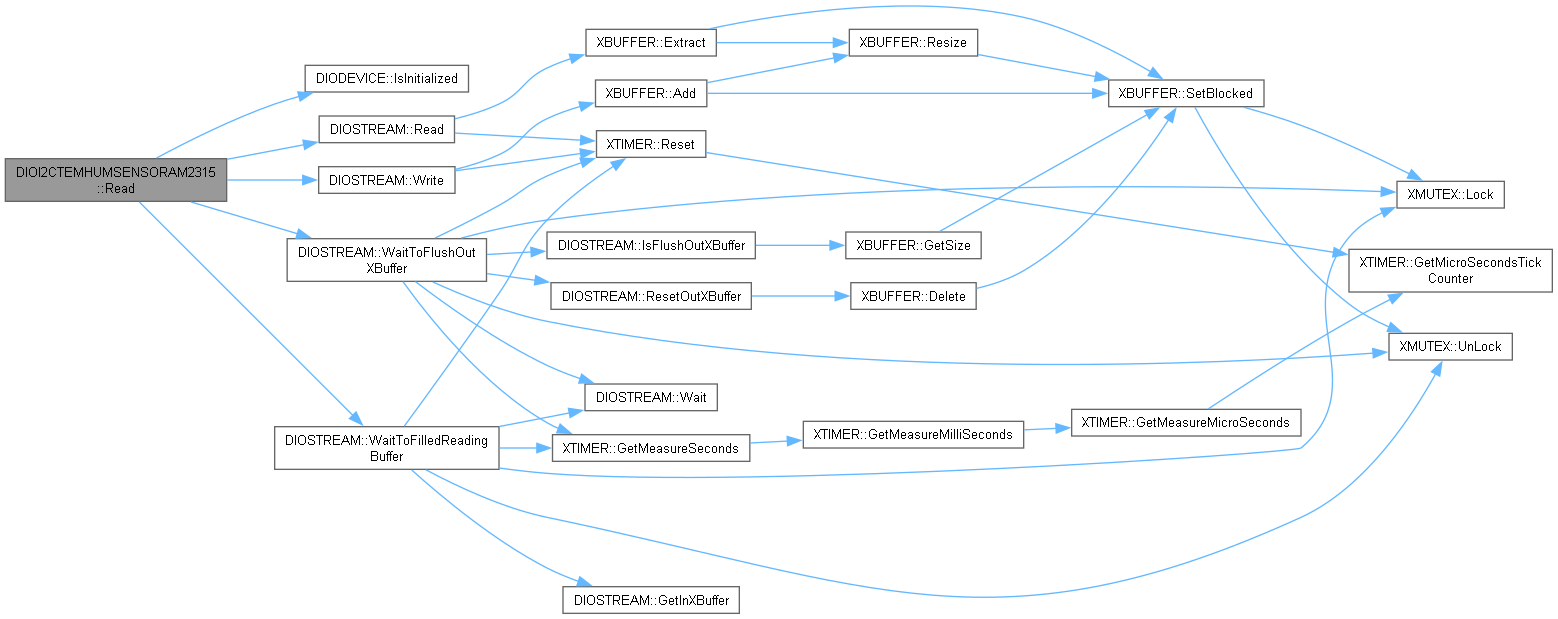 DIOI2CTEMHUMSENSORAM2315
::Read
DIODEVICE::IsInitialized
DIOSTREAM::Read
DIOSTREAM::Write
DIOSTREAM::WaitToFlushOut
XBuffer
DIOSTREAM::WaitToFilledReading
Buffer
XBUFFER::Extract
XBUFFER::Add
XTIMER::Reset
DIOSTREAM::IsFlushOutXBuffer
DIOSTREAM::ResetOutXBuffer
DIOSTREAM::Wait
XTIMER::GetMeasureSeconds
DIOSTREAM::GetInXBuffer
XBUFFER::Resize
XBUFFER::GetSize
XBUFFER::Delete
XTIMER::GetMeasureMilliSeconds
XBUFFER::SetBlocked
XTIMER::GetMeasureMicroSeconds
XMUTEX::Lock
XTIMER::GetMicroSecondsTick
Counter
XMUTEX::UnLock